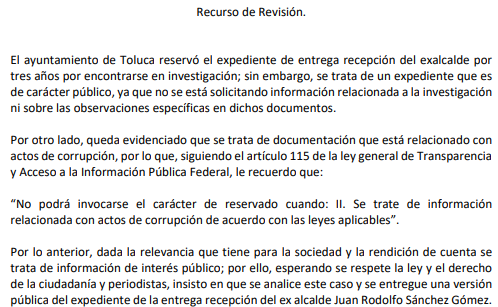 Recurso de Revisión.
El ayuntamiento de Toluca reservó el expediente de entrega recepción del exalcalde por
tres años por encontrarse en investigación; sin embargo, se trata de un expediente que es
de carácter público, ya que no se está solicitando información relacionada a la investigación
ni sobre las observaciones específicas en dichos documentos.
Por otro lado, queda evidenciado que se trata de documentación que está relacionado con
actos de corrupción, por lo que, siguiendo el artículo 115 de la ley general de Transparencia
y Acceso a la Información Pública Federal, le recuerdo que:
“No podrá invocarse el carácter de reservado cuando: II. Se trate de información
relacionada con actos de corrupción de acuerdo con las leyes aplicables”.
Por lo anterior, dada la relevancia que tiene para la sociedad y la rendición de cuenta se
trata de información de interés público; por ello, esperando se respete la ley y el derecho
de la ciudadanía y periodistas, insisto en que se analice este caso y se entregue una versión
pública del expediente de la entrega recepción del ex alcalde Juan Rodolfo Sánchez Gómez.